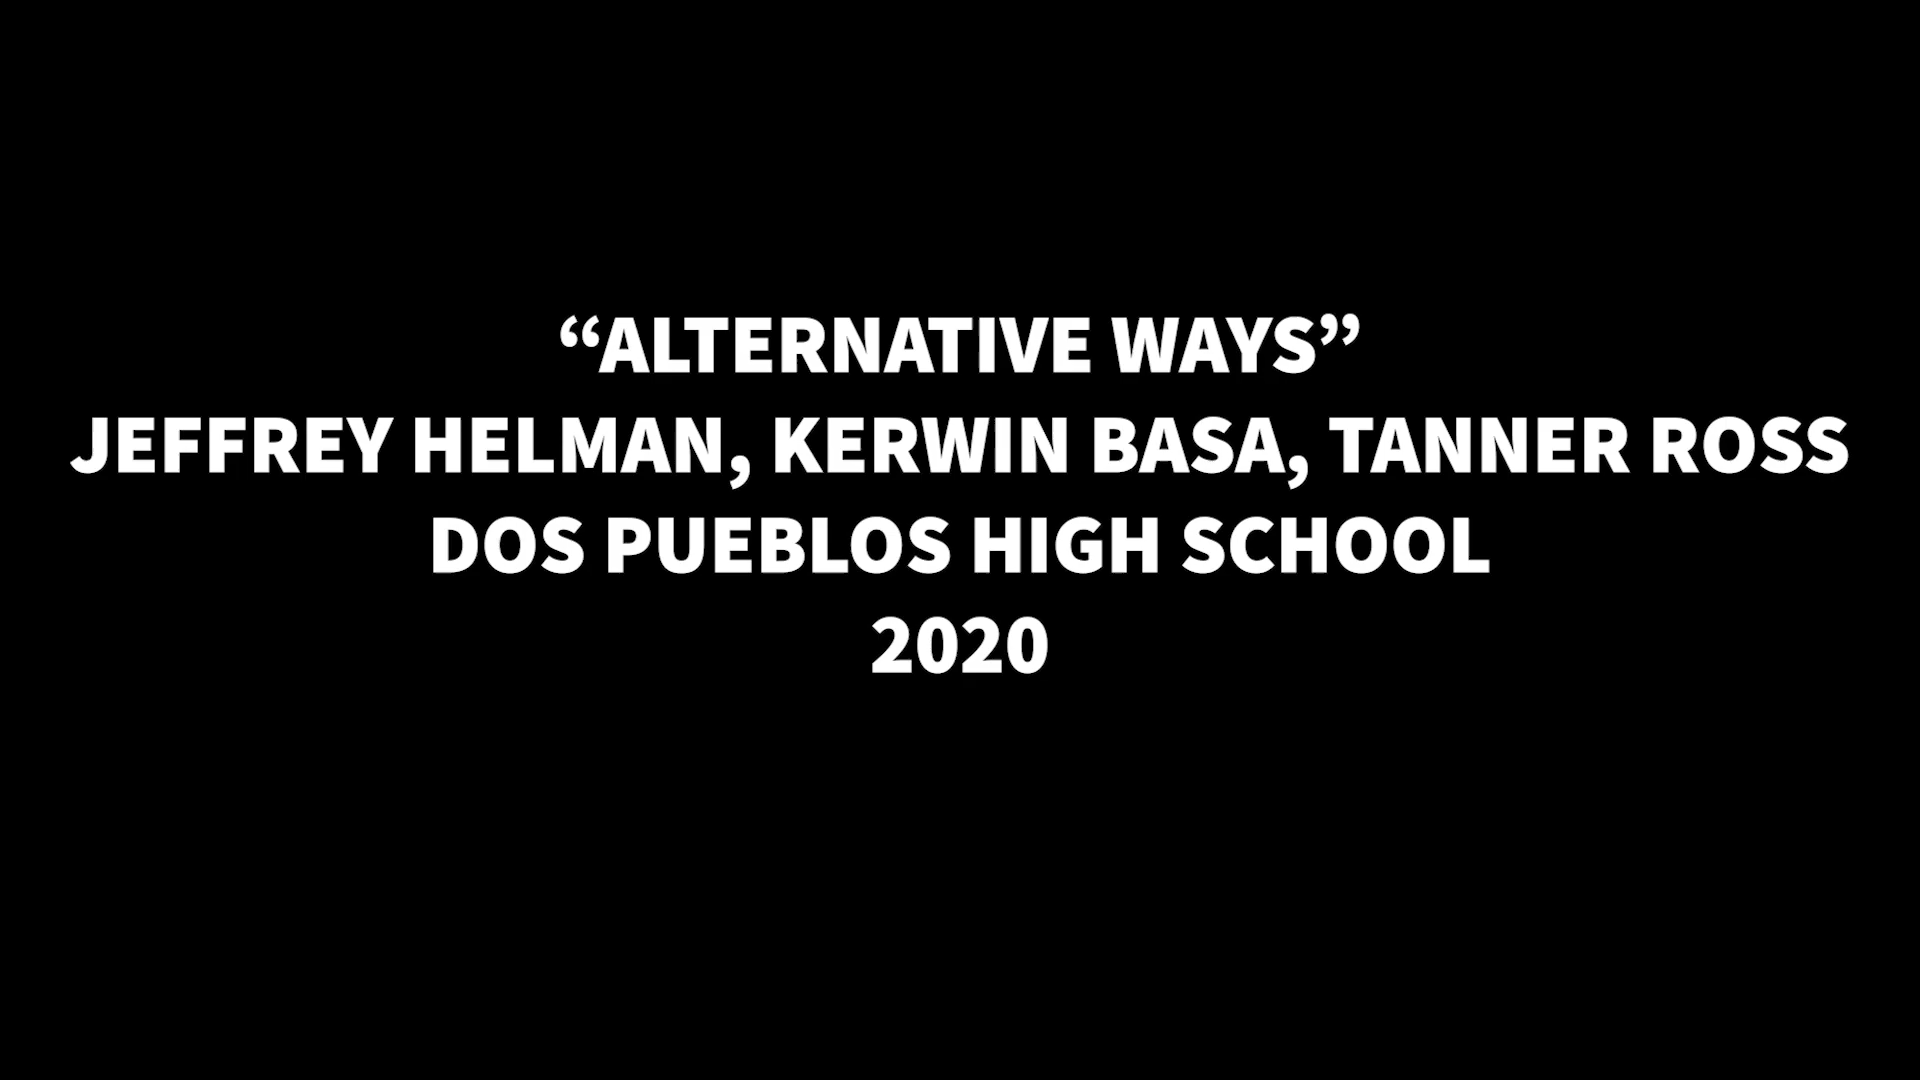 “ALTERNATIVE WAYS”
JEFFREY HELMAN, KERWIN BASA, TANNER ROSS
DOS PUEBLOS HIGH SCHOOL
2020